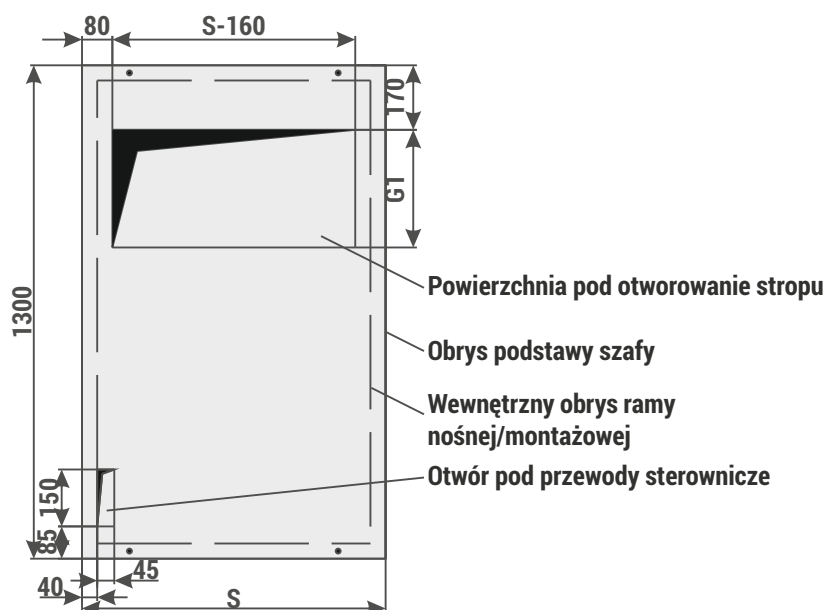 80
S-160
170
G1
1300
Powierzchnia pod otworowanie stropu
Obrys podstawy szafy
Wewnętrzny obrys ramy
nośnej/montażowej
Otwór pod przewody sterownicze
150
85
45
40
S